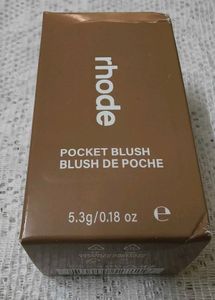 rhode
POCKET BLUSH
BLUSH DE POCHE
5.3g/0.18 oz ℮